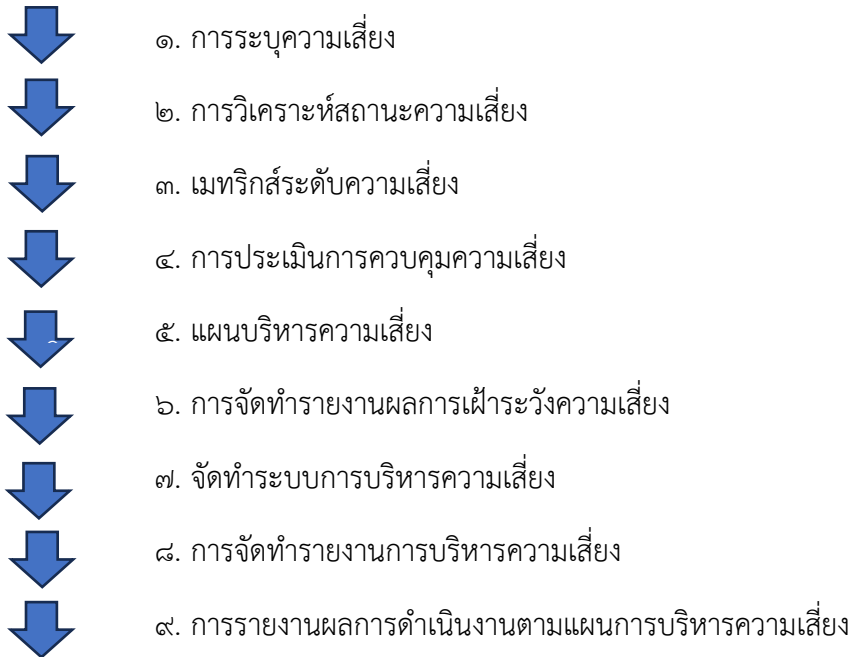 ๑. การระบุความเสี่ยง
๒. การวิเคราะห์สถานะความเสี่ยง
๓. เมทริกส์ระดับความเสี่ยง
๔. การประเมินการควบคุมความเสี่ยง
๕. แผนบริหารความเสี่ยง
๖. การจัดทำรายงานผลการเฝ้าระวังความเสี่ยง
๗. จัดทำระบบการบริหารความเสี่ยง
๘. การจัดทำรายงานการบริหารความเสี่ยง
๙. การรายงานผลการดำเนินงานตามแผนการบริหารความเสี่ยง